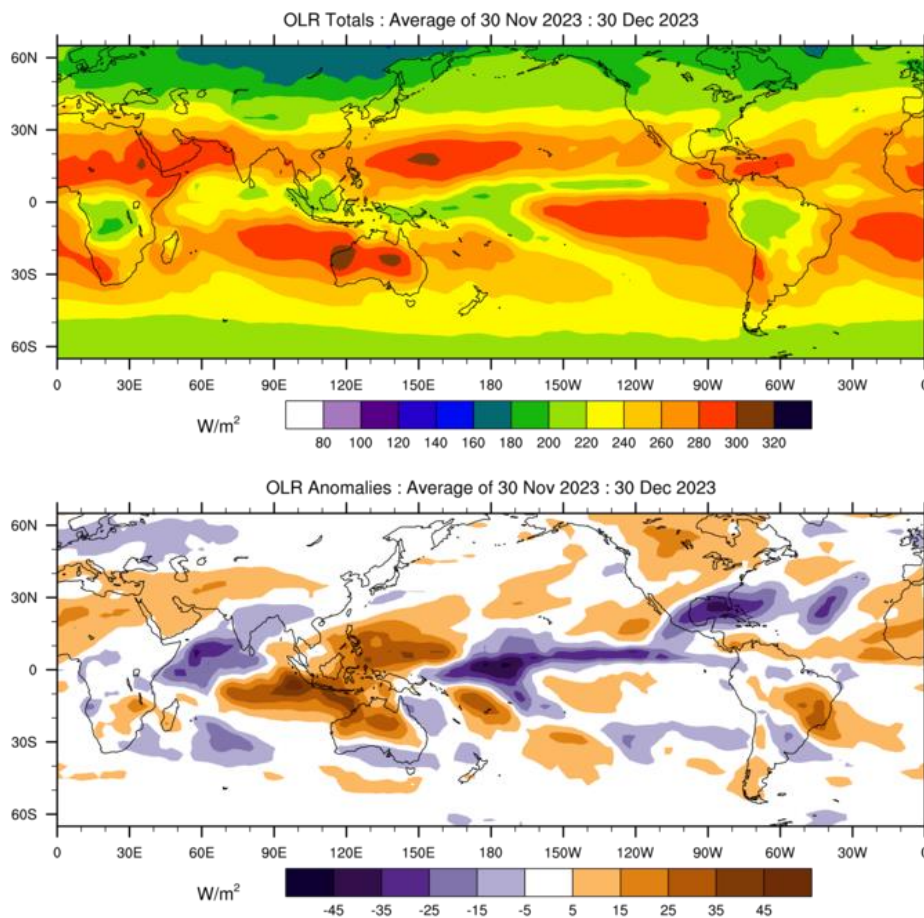 OLR Totals : Average of 30 Nov 2023 : 30 Dec 2023
60N
30N
0
30S
60S
0 30E 60E 90E 120E 150E 180 150W 120W 90W 60W 30W 0
W/m²
80 100 120 140 160 180 200 220 240 260 280 300 320
OLR Anomalies : Average of 30 Nov 2023 : 30 Dec 2023
60N
30N
0
30S
60S
0 30E 60E 90E 120E 150E 180 150W 120W 90W 60W 30W 0
W/m²
-45 -35 -25 -15 -5 5 15 25 35 45